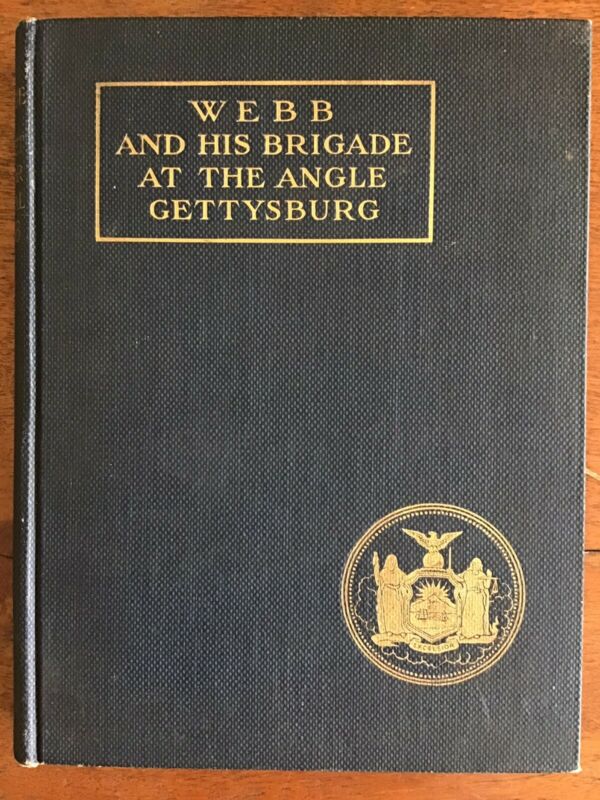 WEBB
AND HIS BRIGADE
AT THE ANGLE
GETTYSBURG
EXCELSIOR